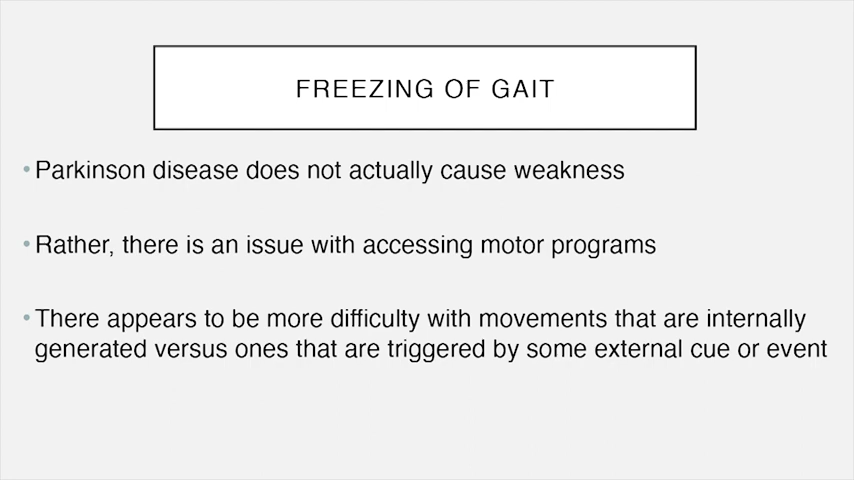 FREEZING OF GAIT
• Parkinson disease does not actually cause weakness
• Rather, there is an issue with accessing motor programs
• There appears to be more difficulty with movements that are internally
generated versus ones that are triggered by some external cue or event